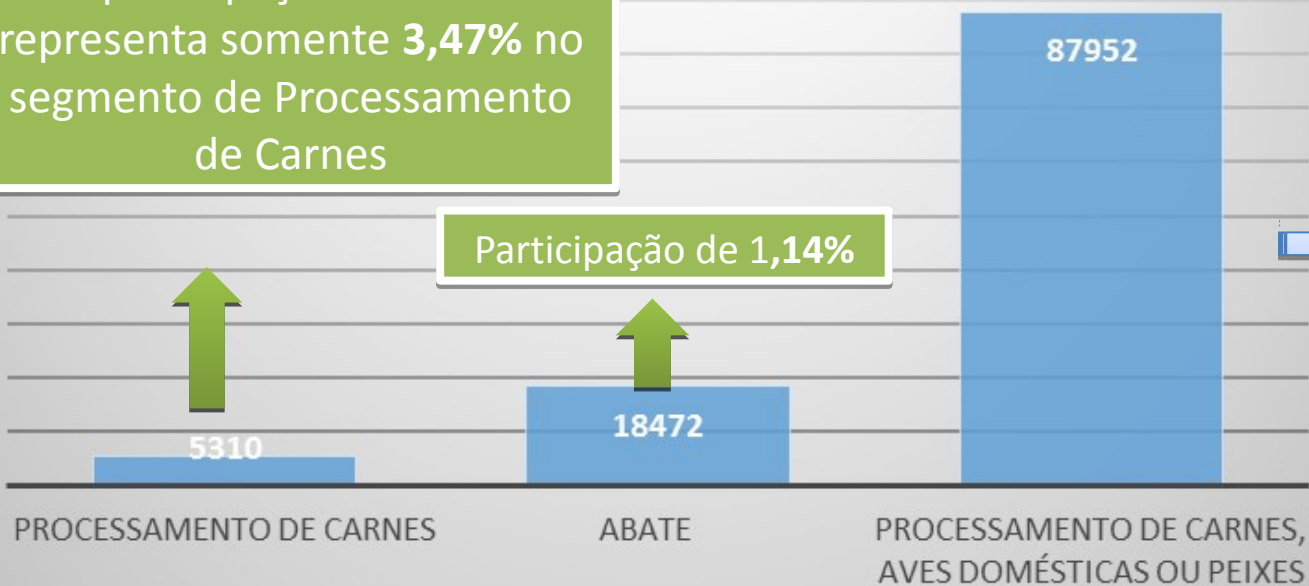 representa somente 3,47% no
segmento de Processamento
de Carnes
Participação de 1,14%
87952
18472
5310
PROCESSAMENTO DE CARNES
ABATE
PROCESSAMENTO DE CARNES,
AVES DOMÉSTICAS OU PEIXES